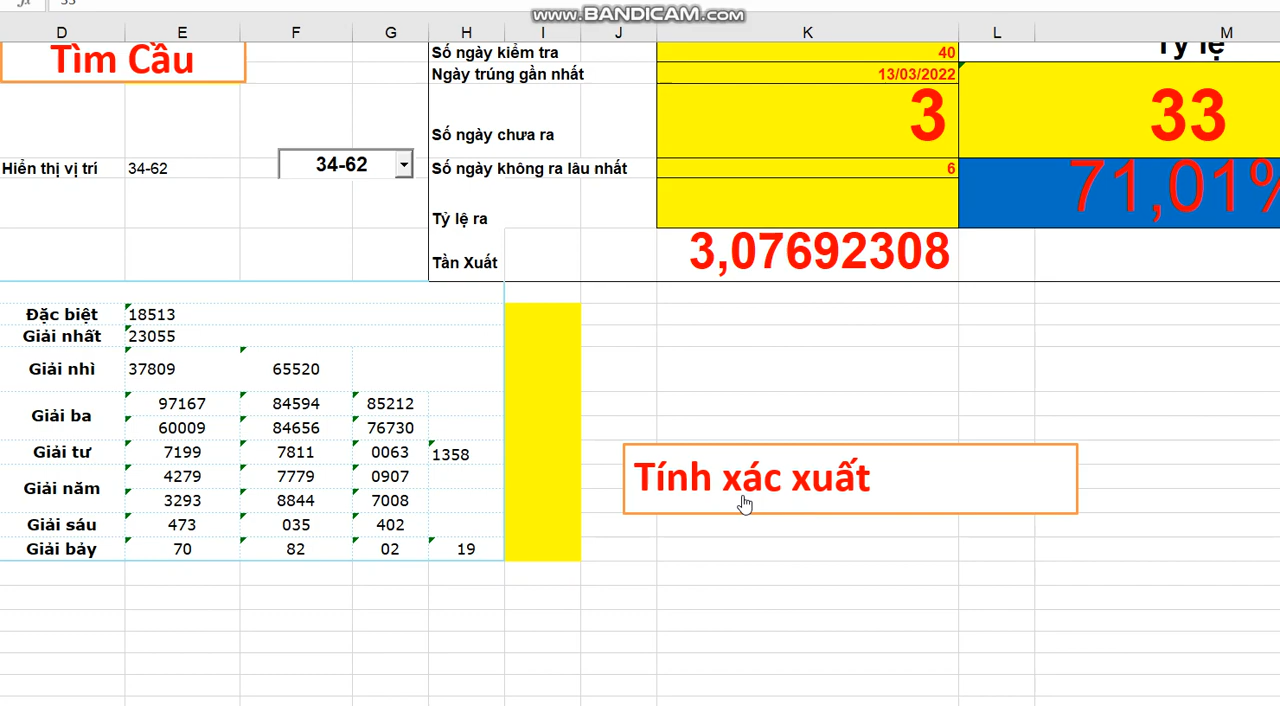 33
www.BANDICAM.com
D E F G H I J K L M
Tìm Cầu
Số ngày kiểm tra 40
Tỷ lệ
Ngày trúng gần nhất 13/03/2022
Số ngày chưa ra 3 33
Hiển thị vị trí 34-62 34-62 Số ngày không ra lâu nhất 6
71,01%
Tỷ lệ ra
Tần Xuất 3,07692308
Đặc biệt 18513
Giải nhất 23055
Giải nhì 37809 65520
Giải ba 97167 84594 85212
60009 84656 76730
Giải tư 7199 7811 0063 1358
Giải năm 4279 7779 0907
3293 8844 7008
Giải sáu 473 035 402
Giải bảy 70 82 02 19
Tính xác xuất